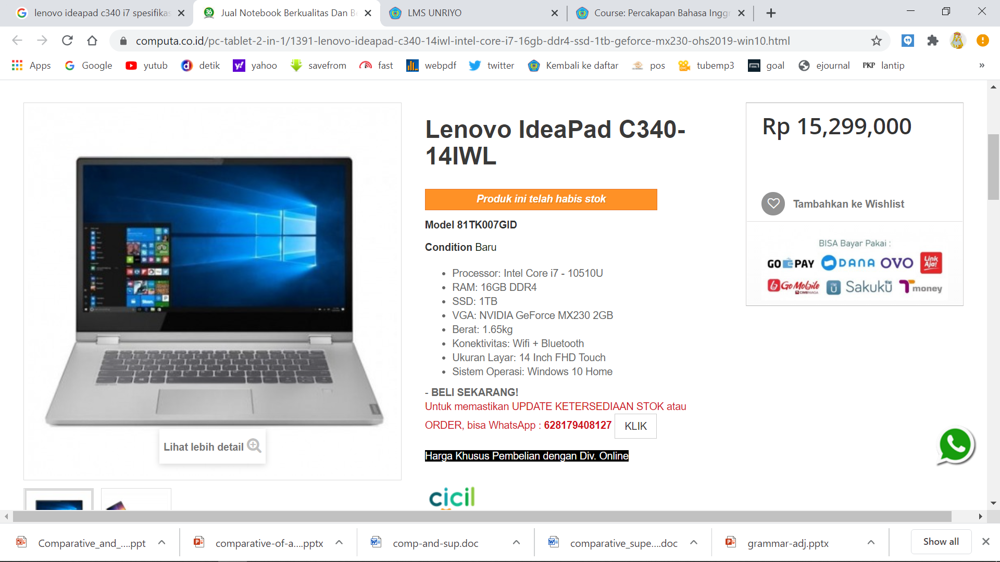 lenovo ideapad c340 i7 spesifikas
Jual Notebook Berkualitas Dan Be
LMS UNRIYO
Course: Percakapan Bahasa Inggr
computa.co.id/pc-tablet-2-in-1/1391-lenovo-ideapad-c340-14iwl-intel-core-i7-16gb-ddr4-ssd-1tb-geforce-mx230-ohs2019-win10.html
Apps Google yutub detik yahoo savefrom fast webpdf twitter Kembali ke daftar pos tubemp3 goal ejournal PKP lantip »
Lenovo IdeaPad C340-
14IWL
Produk ini telah habis stok
Model 81TK007GID
Condition Baru
• Processor: Intel Core i7 - 10510U
• RAM: 16GB DDR4
• SSD: 1TB
• VGA: NVIDIA GeForce MX230 2GB
• Berat: 1.65kg
• Konektivitas: Wifi + Bluetooth
• Ukuran Layar: 14 Inch FHD Touch
• Sistem Operasi: Windows 10 Home
- BELI SEKARANG!
Untuk memastikan UPDATE KETERSEDIAAN STOK atau
ORDER, bisa WhatsApp : 628179408127 KLIK
Harga Khusus Pembelian dengan Div. Online
cicil
Lihat lebih detail
Rp 15,299,000
Tambahkan ke Wishlist
BISA Bayar Pakai :
GOPAY DANA OVO Link Aja!
Go Mobile CIMB NIAGA Sakuku Tmoney
Comparative_and_....ppt
comparative-of-a....pptx
comp-and-sup.doc
comparative_supe....doc
grammar-adj.pptx
Show all